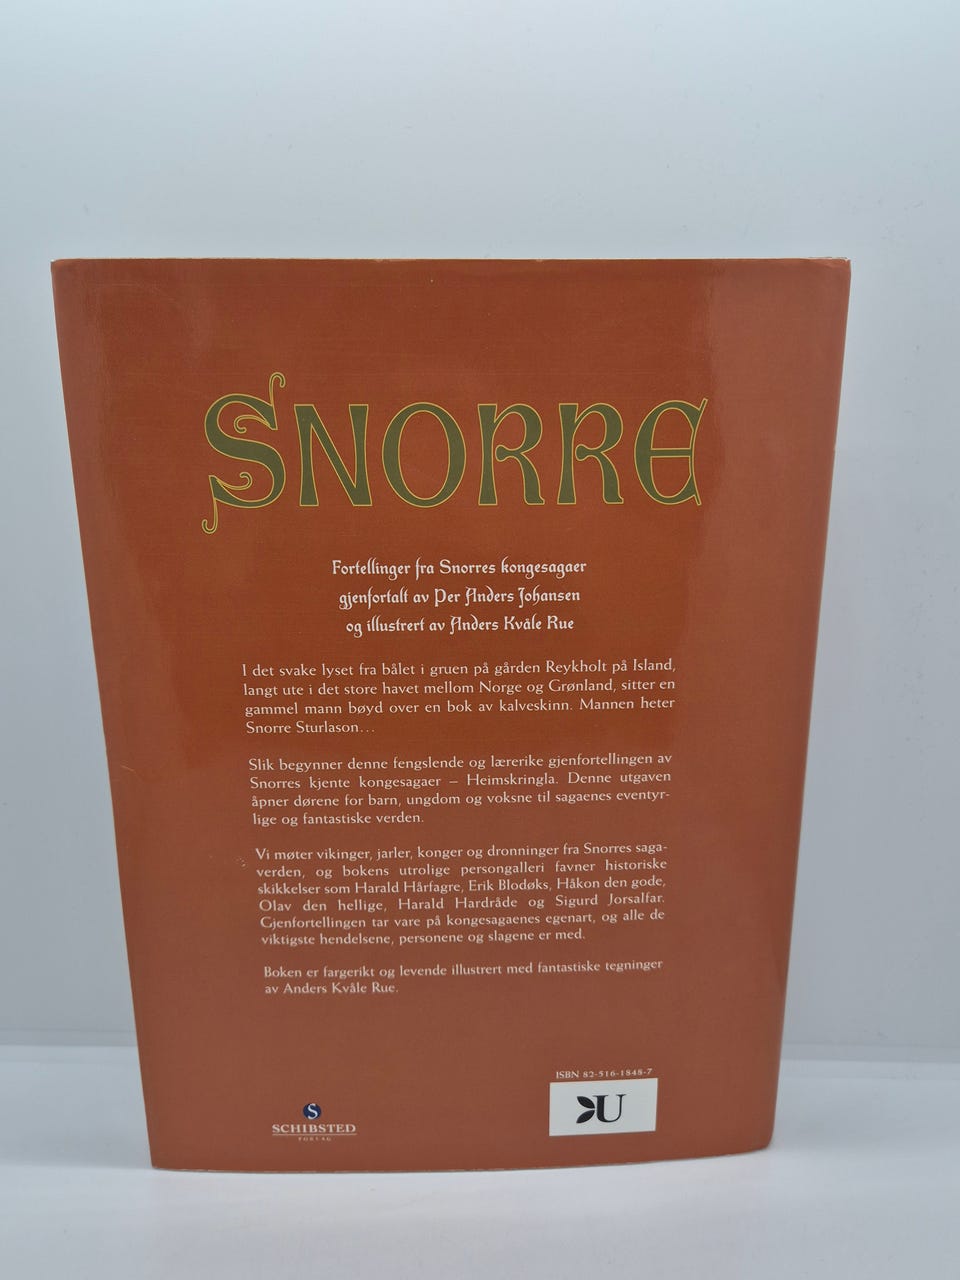 SNORRE
Fortellinger fra Snorres kongesagaer
gjenfortalt av Per Anders Johansen
og illustrert av Anders Kvåle Rue
I det svake lyset fra bålet i gruen på gården Reykholt på Island,
langt ute i det store havet mellom Norge og Grønland, sitter en
gammel mann bøyd over en bok av kalveskinn. Mannen heter
Snorre Sturlason...
Slik begynner denne fengslende og lærerike gjenfortellingen av
Snorres kjente kongesagaer – Heimskringla. Denne utgaven
åpner dørene for barn, ungdom og voksne til sagaenes eventyr-
lige og fantastiske verden.
Vi møter vikinger, jarler, konger og dronninger fra Snorres saga-
verden, og bokens utrolige persongalleri favner historiske
skikkelser som Harald Hårfagre, Erik Blodøks, Håkon den gode,
Olav den hellige, Harald Hardråde og Sigurd Jorsalfar.
Gjenfortellingen tar vare på kongesagaenes egenart, og alle de
viktigste hendelsene, personene og slagene er med.
Boken er fargerikt og levende illustrert med fantastiske tegninger
av Anders Kvåle Rue.
ISBN 82-516-1848-7
U
S
SCHIBSTED
FORLAG